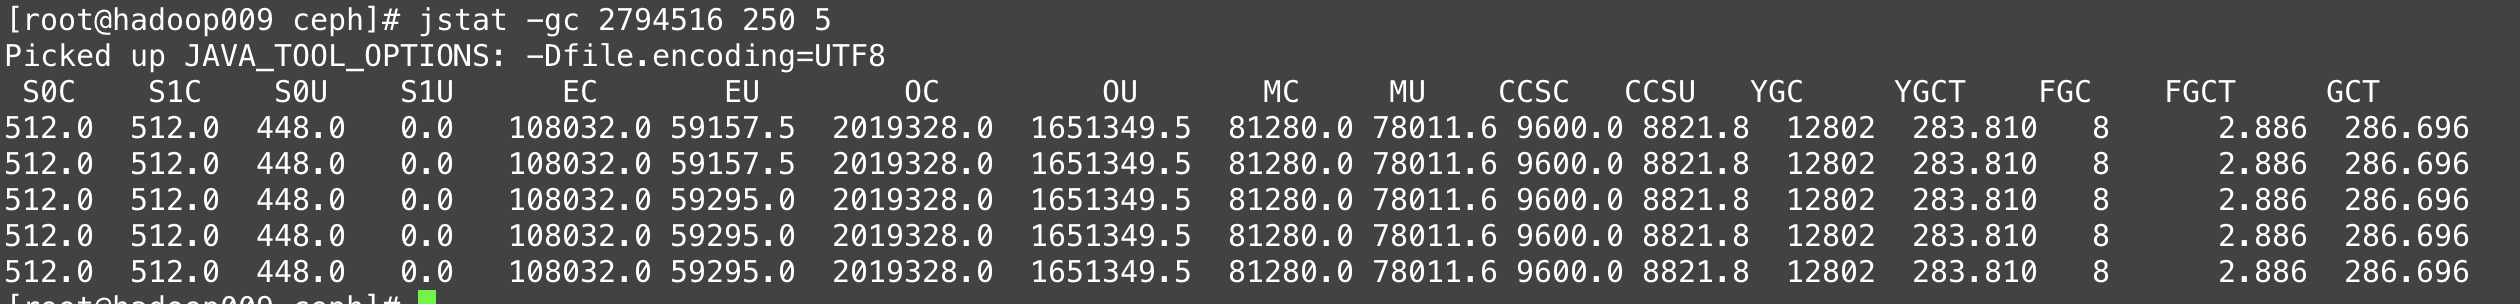 [root@hadoop009 ceph]# jstat -gc 2794516 250 5
Picked up JAVA_TOOL_OPTIONS: -Dfile.encoding=UTF8
S0C S1C S0U S1U EC EU OC OU MC MU CCSC CCSU YGC YGCT FGC FGCT GCT
512.0 512.0 448.0 0.0 108032.0 59157.5 2019328.0 1651349.5 81280.0 78011.6 9600.0 8821.8 12802 283.810 8 2.886 286.696
512.0 512.0 448.0 0.0 108032.0 59157.5 2019328.0 1651349.5 81280.0 78011.6 9600.0 8821.8 12802 283.810 8 2.886 286.696
512.0 512.0 448.0 0.0 108032.0 59295.0 2019328.0 1651349.5 81280.0 78011.6 9600.0 8821.8 12802 283.810 8 2.886 286.696
512.0 512.0 448.0 0.0 108032.0 59295.0 2019328.0 1651349.5 81280.0 78011.6 9600.0 8821.8 12802 283.810 8 2.886 286.696
512.0 512.0 448.0 0.0 108032.0 59295.0 2019328.0 1651349.5 81280.0 78011.6 9600.0 8821.8 12802 283.810 8 2.886 286.696
[root@hadoop009 ceph]#